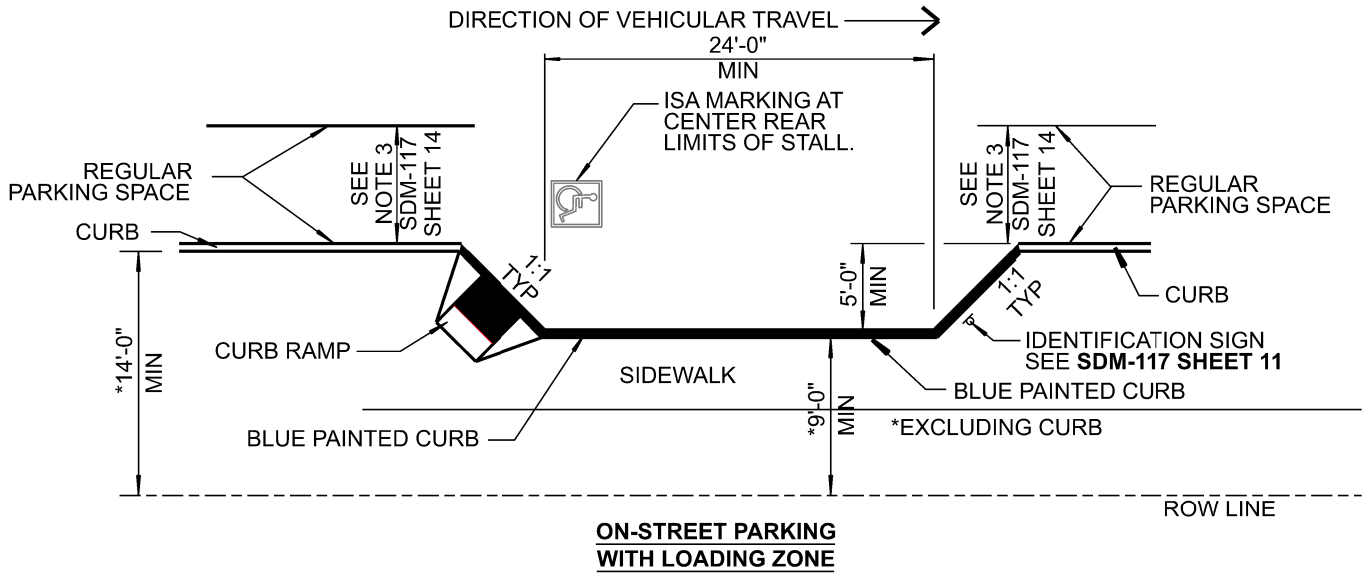 DIRECTION OF VEHICULAR TRAVEL
24'-0"
MIN
ISA MARKING AT
CENTER REAR
LIMITS OF STALL.
REGULAR
PARKING SPACE
SEE
NOTE 3
SDM-117
SHEET 14
SEE
NOTE 3
SDM-117
SHEET 14
REGULAR
PARKING SPACE
CURB
1:1
TYP
5'-0"
MIN
1:1
TYP
CURB
*14'-0"
MIN
CURB RAMP
IDENTIFICATION SIGN
SEE SDM-117 SHEET 11
SIDEWALK
BLUE PAINTED CURB
*9'-0"
MIN
*EXCLUDING CURB
BLUE PAINTED CURB
ROW LINE
ON-STREET PARKING
WITH LOADING ZONE